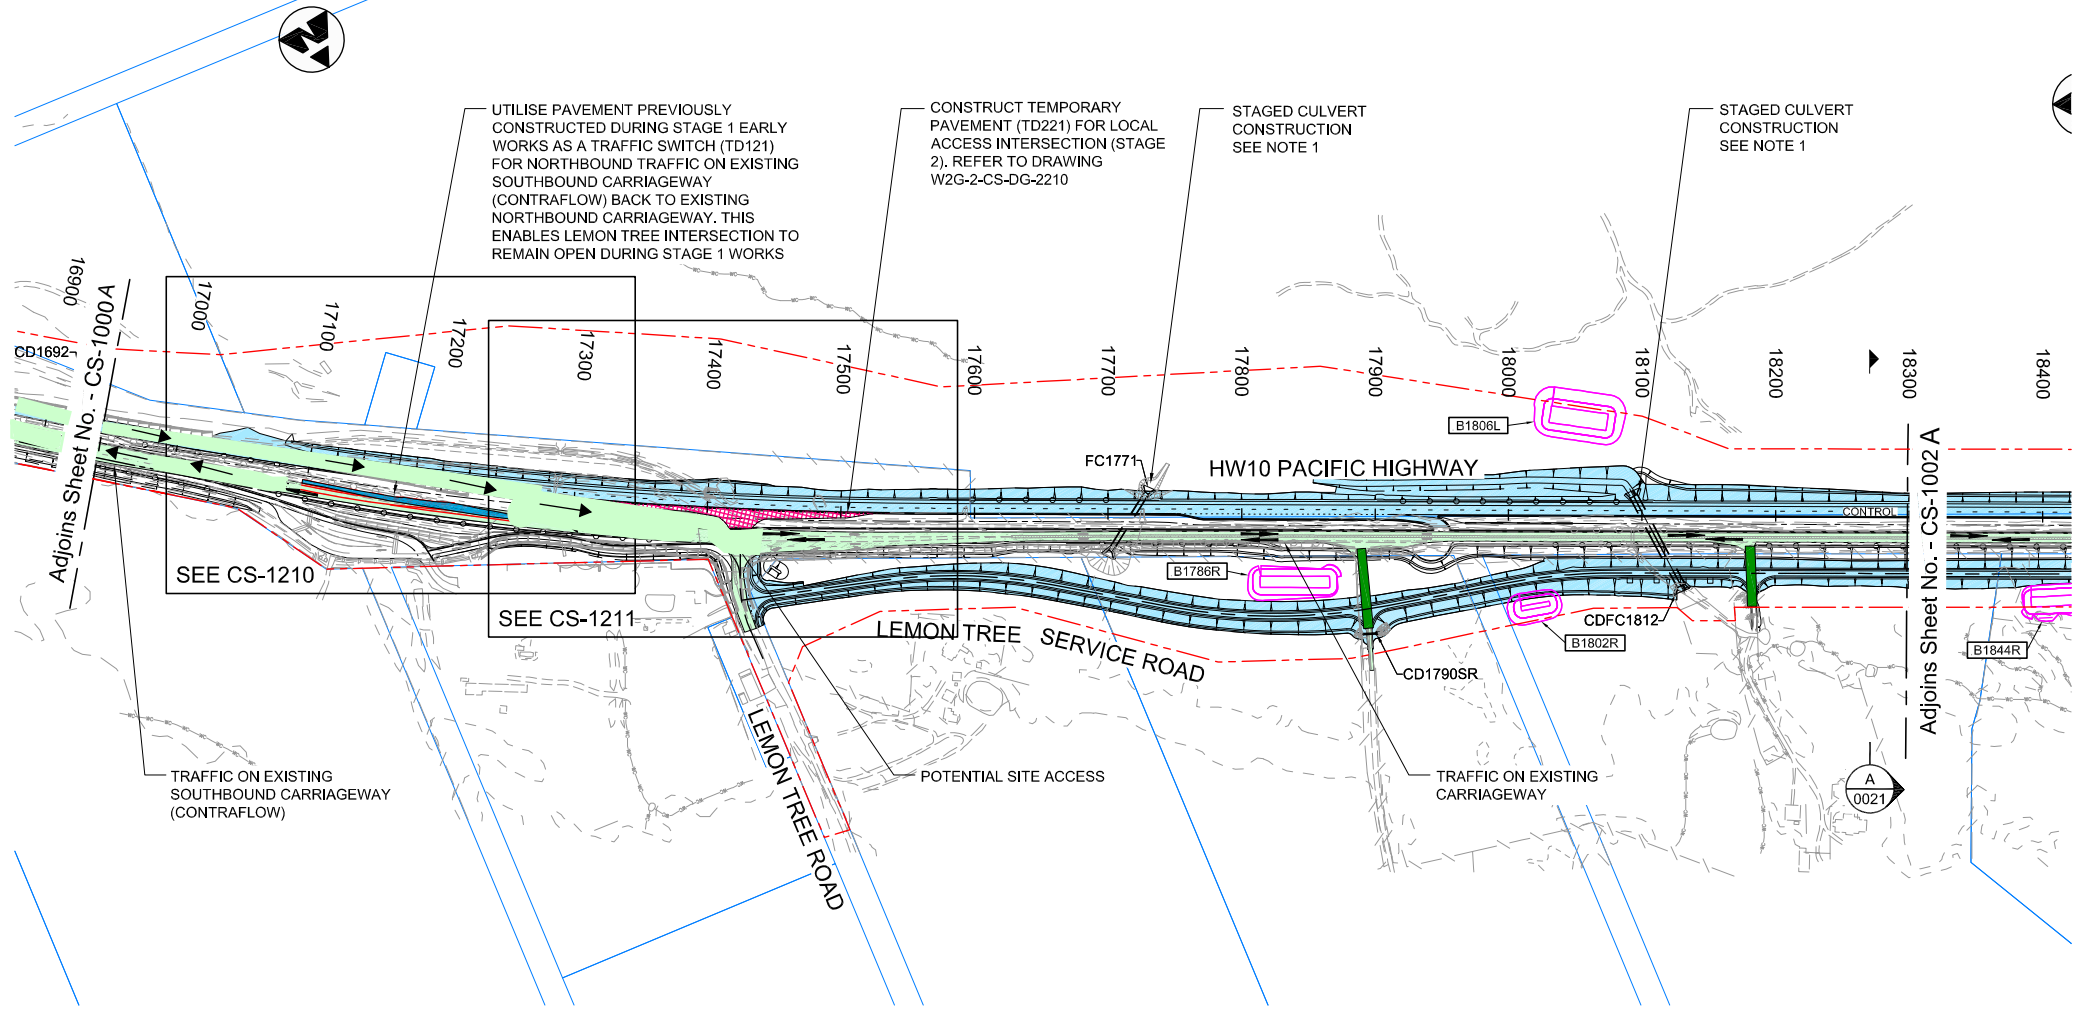 UTILISE PAVEMENT PREVIOUSLY
CONSTRUCTED DURING STAGE 1 EARLY
WORKS AS A TRAFFIC SWITCH (TD121)
FOR NORTHBOUND TRAFFIC ON EXISTING
SOUTHBOUND CARRIAGEWAY
(CONTRAFLOW) BACK TO EXISTING
NORTHBOUND CARRIAGEWAY. THIS
ENABLES LEMON TREE INTERSECTION TO
REMAIN OPEN DURING STAGE 1 WORKS
CONSTRUCT TEMPORARY
PAVEMENT (TD221) FOR LOCAL
ACCESS INTERSECTION (STAGE
2). REFER TO DRAWING
W2G-2-CS-DG-2210
STAGED CULVERT
CONSTRUCTION
SEE NOTE 1
STAGED CULVERT
CONSTRUCTION
SEE NOTE 1
16900
17000
17100
17200
17300
17400
17500
17600
17700
17800
17900
18000
18100
18200
18300
18400
CD1692
Adjoins Sheet No. - CS-1000A
B1806L
FC1771
HW10 PACIFIC HIGHWAY
CONTROL
Adjoins Sheet No. - CS-1002 A
SEE CS-1210
SEE CS-1211
B1786R
LEMON TREE SERVICE ROAD
CDFC1812
B1802R
B1844R
CD1790SR
LEMON TREE ROAD
TRAFFIC ON EXISTING
SOUTHBOUND CARRIAGEWAY
(CONTRAFLOW)
POTENTIAL SITE ACCESS
TRAFFIC ON EXISTING
CARRIAGEWAY
A
0021